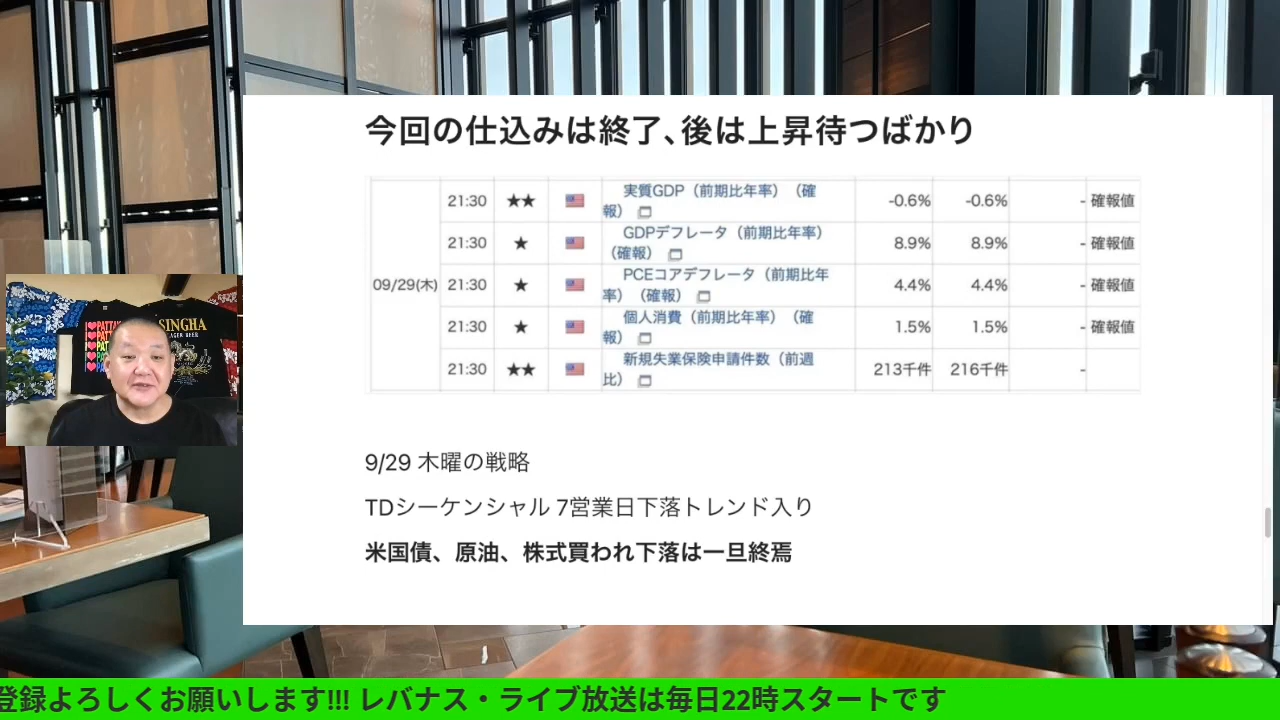 今回の仕込みは終了、後は上昇待つばかり
09/29(木)
21:30 ★★ 実質GDP（前期比年率）（確報） -0.6% -0.6% - 確報値
21:30 ★ GDPデフレータ（前期比年率）（確報） 8.9% 8.9% - 確報値
21:30 ★ PCEコアデフレータ（前期比年率）（確報） 4.4% 4.4% - 確報値
21:30 ★ 個人消費（前期比年率）（確報） 1.5% 1.5% - 確報値
21:30 ★★ 新規失業保険申請件数（前週比） 213千件 216千件 -
SINGHA
LAGER BEER
9/29 木曜の戦略
TDシーケンシャル 7営業日下落トレンド入り
米国債、原油、株式買われ下落は一旦終焉
登録よろしくお願いします!!! レバナス・ライブ放送は毎日22時スタートです